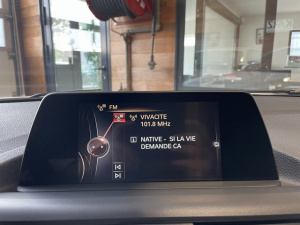 FM
VIVACITE
101.8 MHz
NATIVE - SI LA VIE
DEMANDE CA